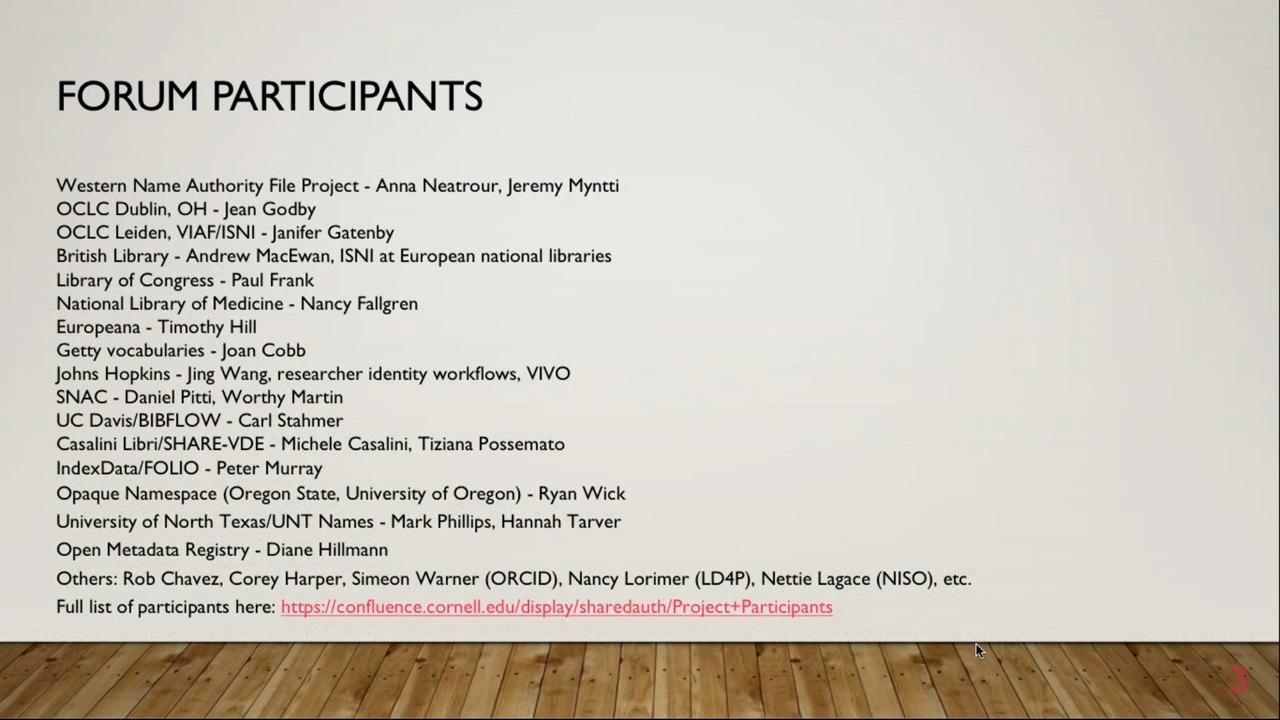 FORUM PARTICIPANTS
Western Name Authority File Project - Anna Neatrour, Jeremy Myntti
OCLC Dublin, OH - Jean Godby
OCLC Leiden, VIAF/ISNI - Janifer Gatenby
British Library - Andrew MacEwan, ISNI at European national libraries
Library of Congress - Paul Frank
National Library of Medicine - Nancy Fallgren
Europeana - Timothy Hill
Getty vocabularies - Joan Cobb
Johns Hopkins - Jing Wang, researcher identity workflows, VIVO
SNAC - Daniel Pitti, Worthy Martin
UC Davis/BIBFLOW - Carl Stahmer
Casalini Libri/SHARE-VDE - Michele Casalini, Tiziana Possemato
IndexData/FOLIO - Peter Murray
Opaque Namespace (Oregon State, University of Oregon) - Ryan Wick
University of North Texas/UNT Names - Mark Phillips, Hannah Tarver
Open Metadata Registry - Diane Hillmann
Others: Rob Chavez, Corey Harper, Simeon Warner (ORCID), Nancy Lorimer (LD4P), Nettie Lagace (NISO), etc.
Full list of participants here: https://confluence.cornell.edu/display/sharedauth/Project+Participants
3